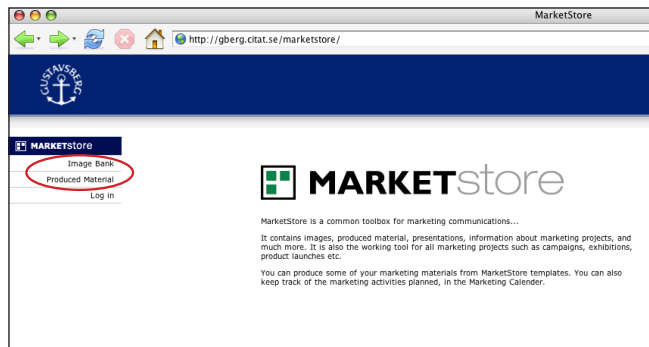 MarketStore
http://gberg.citat.se/marketstore/
GUSTAVSBERG
MARKETstore
Image Bank
Produced Material
Log in
MARKETstore
MarketStore is a common toolbox for marketing communications...
It contains images, produced material, presentations, information about marketing projects, and
much more. It is also the working tool for all marketing projects such as campaigns, exhibitions,
product launches etc.
You can produce some of your marketing materials from MarketStore templates. You can also
keep track of the marketing activities planned, in the Marketing Calender.